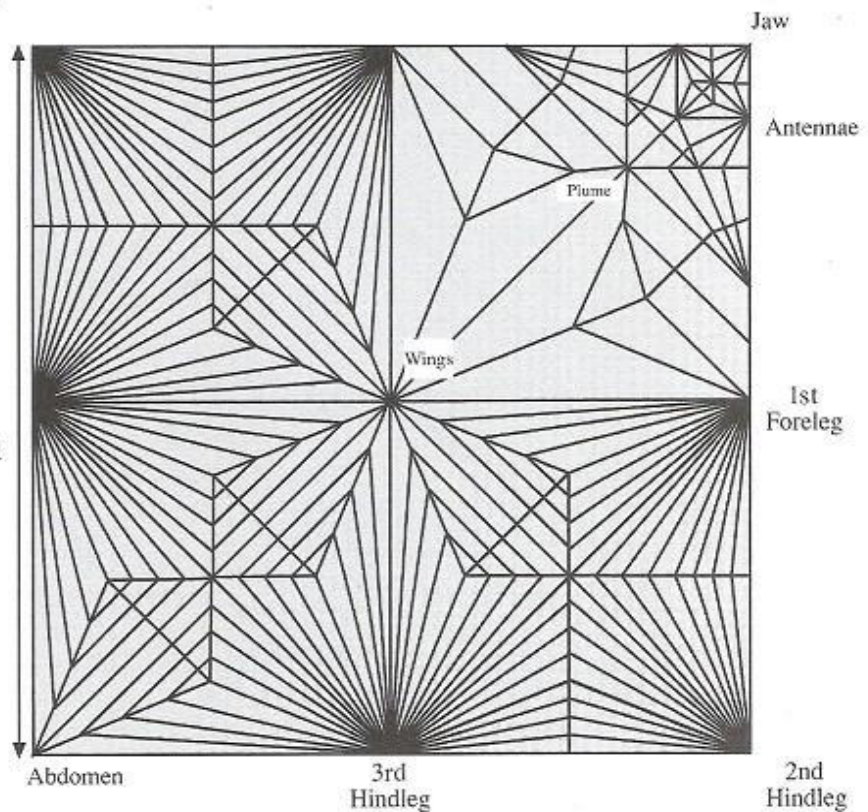 Jaw
Antennae
Plume
Wings
1st
Foreleg
Abdomen
3rd
Hindleg
2nd
Hindleg